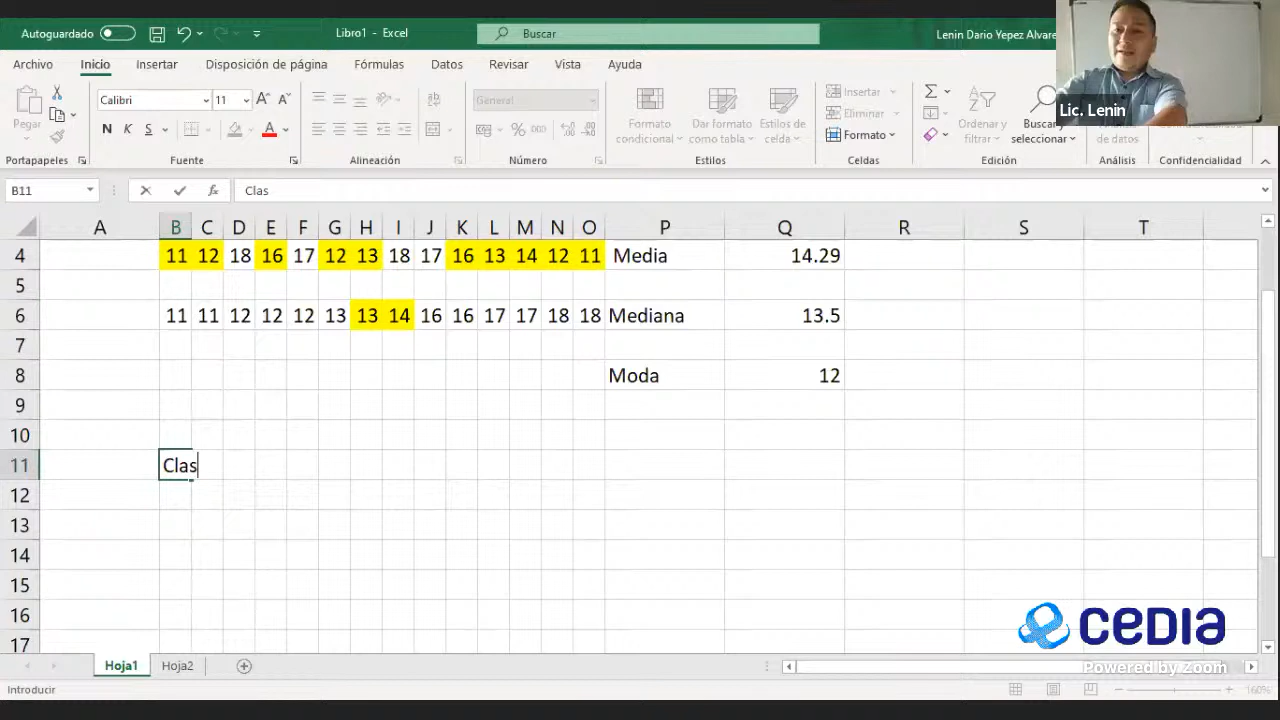 Autoguardado
Libro1 - Excel
Buscar
Lenin Dario Yepez Alvare
Archivo Inicio Insertar Disposición de página Fórmulas Datos Revisar Vista Ayuda
Calibri 11
General
Insertar
Eliminar
Formato
Pegar
N K S
% 000
Formato condicional
Dar formato como tabla
Estilos de celda
Ordenar y filtrar
Buscar y seleccionar
de datos
Lic. Lenin
Portapapeles Fuente Alineación Número Estilos Celdas Edición Análisis Confidencialidad
B11 fx Clas
A B C D E F G H I J K L M N O P Q R S T
4 11 12 18 16 17 12 13 18 17 16 13 14 12 11 Media 14.29
5
6 11 11 12 12 12 13 13 14 16 16 17 17 18 18 Mediana 13.5
7
8 Moda 12
9
10
11 Clas
12
13
14
15
16
17
CEDIA
Powered by Zoom
Hoja1 Hoja2
Introducir
160%